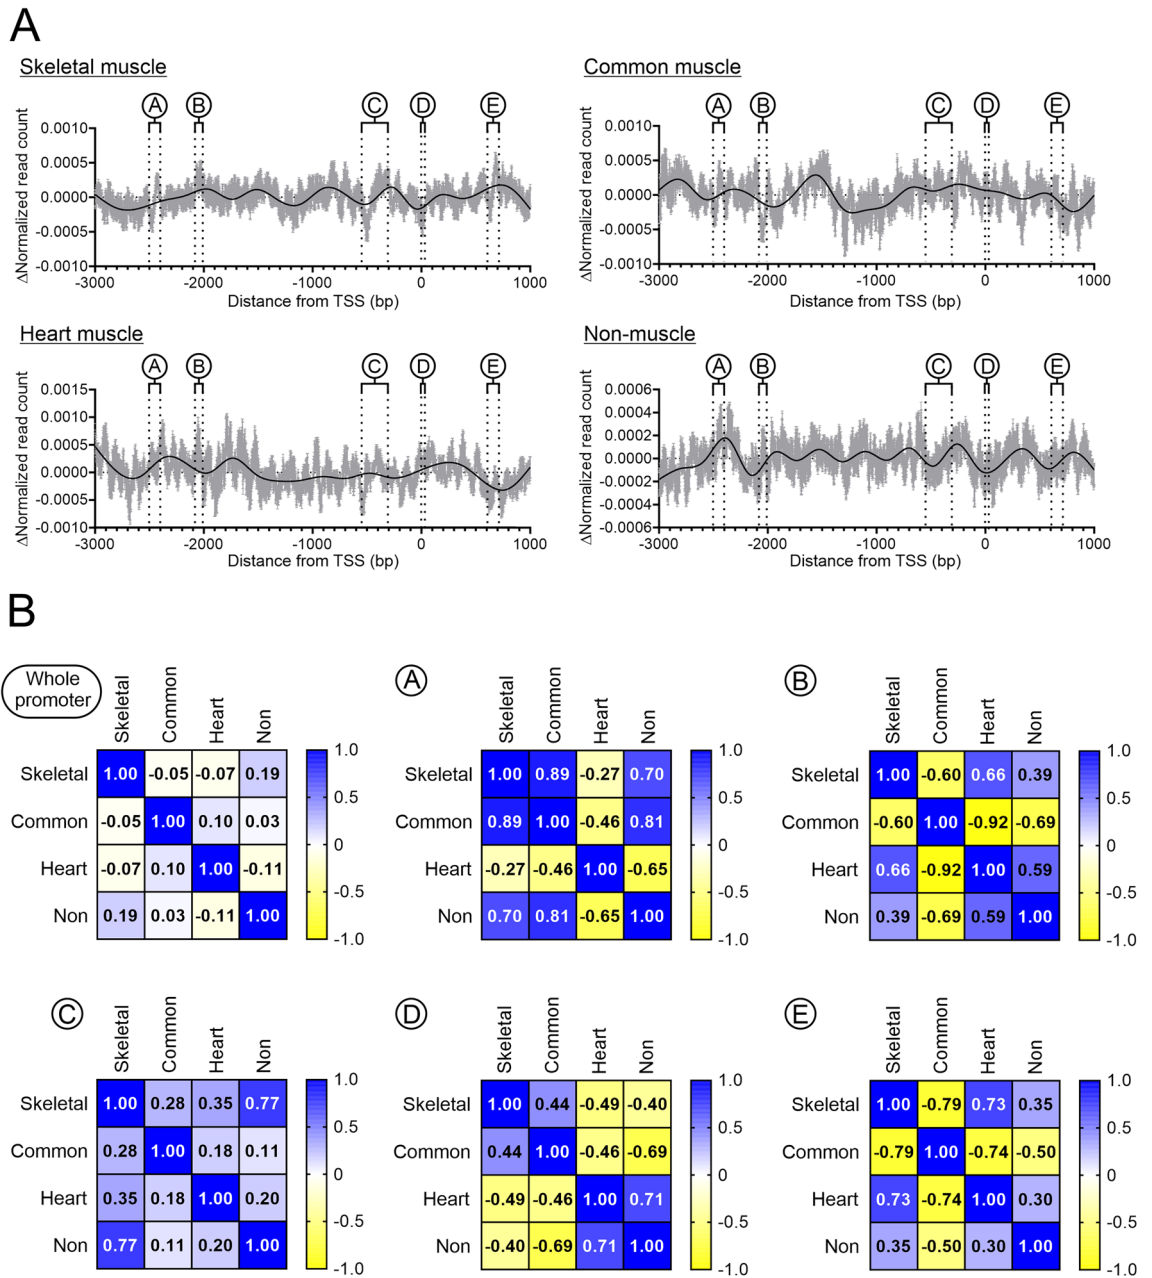 A
Skeletal muscle
A B C D E
ΔNormalized read count
0.0010
0.0005
0.0000
-0.0005
-0.0010
-3000 -2000 -1000 0 1000
Distance from TSS (bp)
Common muscle
A B C D E
ΔNormalized read count
0.0010
0.0005
0.0000
-0.0005
-0.0010
-3000 -2000 -1000 0 1000
Distance from TSS (bp)
Heart muscle
A B C D E
ΔNormalized read count
0.0015
0.0010
0.0005
0.0000
-0.0005
-0.0010
-3000 -2000 -1000 0 1000
Distance from TSS (bp)
Non-muscle
A B C D E
ΔNormalized read count
0.0006
0.0004
0.0002
-0.0000
-0.0002
-0.0004
-0.0006
-3000 -2000 -1000 0 1000
Distance from TSS (bp)
B
Whole
promoter
Skeletal Common Heart Non
Skeletal 1.00 -0.05 -0.07 0.19
Common -0.05 1.00 0.10 0.03
Heart -0.07 0.10 1.00 -0.11
Non 0.19 0.03 -0.11 1.00
1.0
0.5
0
-0.5
-1.0
A
Skeletal Common Heart Non
Skeletal 1.00 0.89 -0.27 0.70
Common 0.89 1.00 -0.46 0.81
Heart -0.27 -0.46 1.00 -0.65
Non 0.70 0.81 -0.65 1.00
1.0
0.5
0
-0.5
-1.0
B
Skeletal Common Heart Non
Skeletal 1.00 -0.60 0.66 0.39
Common -0.60 1.00 -0.92 -0.69
Heart 0.66 -0.92 1.00 0.59
Non 0.39 -0.69 0.59 1.00
1.0
0.5
0
-0.5
-1.0
C
Skeletal Common Heart Non
Skeletal 1.00 0.28 0.35 0.77
Common 0.28 1.00 0.18 0.11
Heart 0.35 0.18 1.00 0.20
Non 0.77 0.11 0.20 1.00
1.0
0.5
0
-0.5
-1.0
D
Skeletal Common Heart Non
Skeletal 1.00 0.44 -0.49 -0.40
Common 0.44 1.00 -0.46 -0.69
Heart -0.49 -0.46 1.00 0.71
Non -0.40 -0.69 0.71 1.00
1.0
0.5
0
-0.5
-1.0
E
Skeletal Common Heart Non
Skeletal 1.00 -0.79 0.73 0.35
Common -0.79 1.00 -0.74 -0.50
Heart 0.73 -0.74 1.00 0.30
Non 0.35 -0.50 0.30 1.00
1.0
0.5
0
-0.5
-1.0